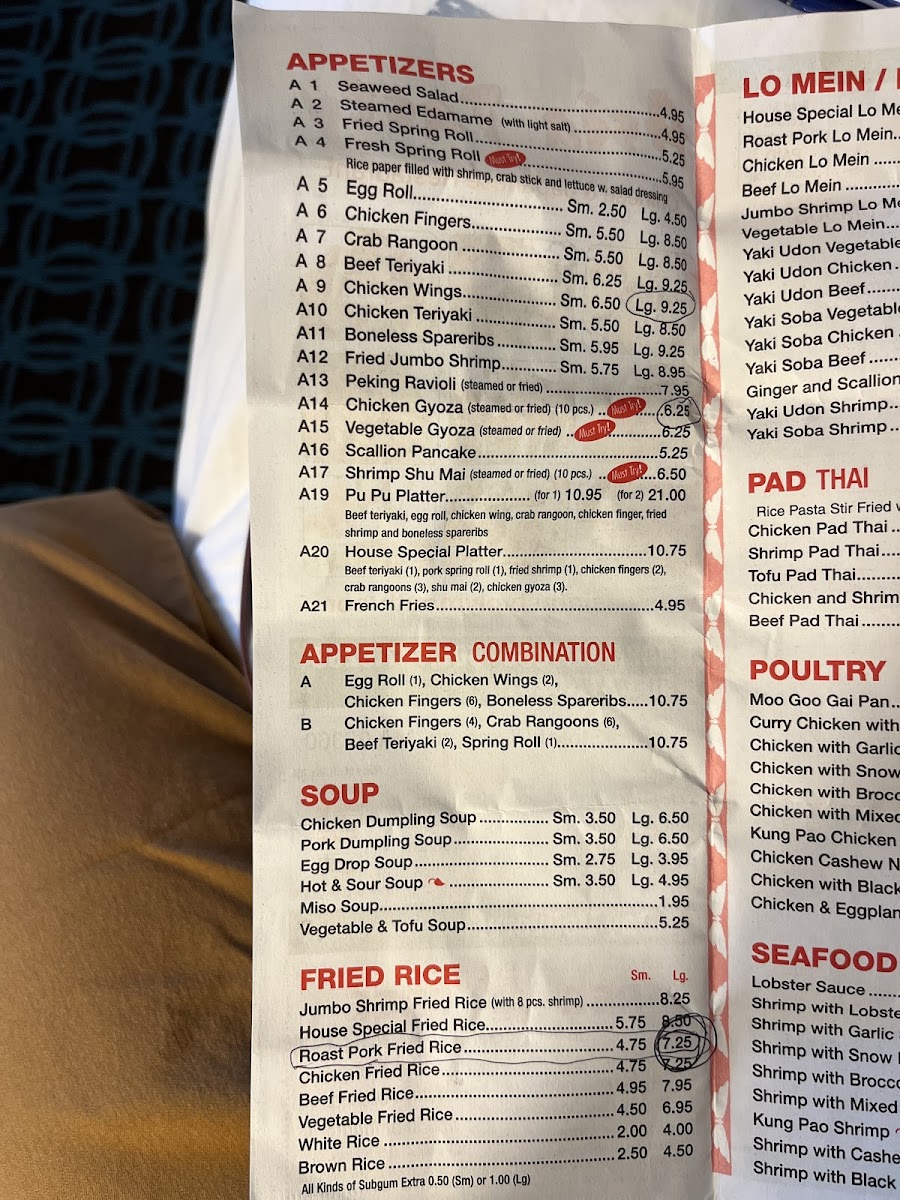 APPETIZERS
A 1 Seaweed Salad 4.95
A 2 Steamed Edamame (with light salt) 4.95
A 3 Fried Spring Roll 5.25
A 4 Fresh Spring Roll Must Try! 5.95
Rice paper filled with shrimp, crab stick and lettuce w. salad dressing
A 5 Egg Roll Sm. 2.50 Lg. 4.50
A 6 Chicken Fingers Sm. 5.50 Lg. 8.50
A 7 Crab Rangoon Sm. 5.50 Lg. 8.50
A 8 Beef Teriyaki Sm. 6.25 Lg. 9.25
A 9 Chicken Wings Sm. 6.50 Lg. 9.25
A10 Chicken Teriyaki Sm. 5.50 Lg. 8.50
A11 Boneless Spareribs Sm. 5.95 Lg. 9.25
A12 Fried Jumbo Shrimp Sm. 5.75 Lg. 8.95
A13 Peking Ravioli (steamed or fried) 7.95
A14 Chicken Gyoza (steamed or fried) (10 pcs.) Must Try! 6.25
A15 Vegetable Gyoza (steamed or fried) Must Try! 6.25
A16 Scallion Pancake 5.25
A17 Shrimp Shu Mai (steamed or fried) (10 pcs.) Must Try! 6.50
A19 Pu Pu Platter (for 1) 10.95 (for 2) 21.00
Beef teriyaki, egg roll, chicken wing, crab rangoon, chicken finger, fried
shrimp and boneless spareribs
A20 House Special Platter 10.75
Beef teriyaki (1), pork spring roll (1), fried shrimp (1), chicken fingers (2),
crab rangoons (3), shu mai (2), chicken gyoza (3).
A21 French Fries 4.95
APPETIZER COMBINATION
A Egg Roll (1), Chicken Wings (2),
Chicken Fingers (6), Boneless Spareribs 10.75
B Chicken Fingers (4), Crab Rangoons (6),
Beef Teriyaki (2), Spring Roll (1) 10.75
SOUP
Chicken Dumpling Soup Sm. 3.50 Lg. 6.50
Pork Dumpling Soup Sm. 3.50 Lg. 6.50
Egg Drop Soup Sm. 2.75 Lg. 3.95
Hot & Sour Soup Sm. 3.50 Lg. 4.95
Miso Soup 1.95
Vegetable & Tofu Soup 5.25
FRIED RICE Sm. Lg.
Jumbo Shrimp Fried Rice (with 8 pcs. shrimp) 8.25
House Special Fried Rice 5.75 8.50
Roast Pork Fried Rice 4.75 7.25
Chicken Fried Rice 4.75 7.25
Beef Fried Rice 4.95 7.95
Vegetable Fried Rice 4.50 6.95
White Rice 2.00 4.00
Brown Rice 2.50 4.50
All Kinds of Subgum Extra 0.50 (Sm) or 1.00 (Lg)
LO MEIN /
House Special Lo Me
Roast Pork Lo Mein
Chicken Lo Mein
Beef Lo Mein
Jumbo Shrimp Lo Me
Vegetable Lo Mein
Yaki Udon Vegetable
Yaki Udon Chicken
Yaki Udon Beef
Yaki Soba Vegetabl
Yaki Soba Chicken
Yaki Soba Beef
Ginger and Scallion
Yaki Udon Shrimp
Yaki Soba Shrimp
PAD THAI
Rice Pasta Stir Fried w
Chicken Pad Thai
Shrimp Pad Thai
Tofu Pad Thai
Chicken and Shrim
Beef Pad Thai
POULTRY
Moo Goo Gai Pan
Curry Chicken with
Chicken with Garlic
Chicken with Snow
Chicken with Brocc
Chicken with Mixed
Kung Pao Chicken
Chicken Cashew N
Chicken with Black
Chicken & Eggplan
SEAFOOD
Lobster Sauce
Shrimp with Lobste
Shrimp with Garlic
Shrimp with Snow
Shrimp with Brocco
Shrimp with Mixed
Kung Pao Shrimp
Shrimp with Cashe
Shrimp with Black